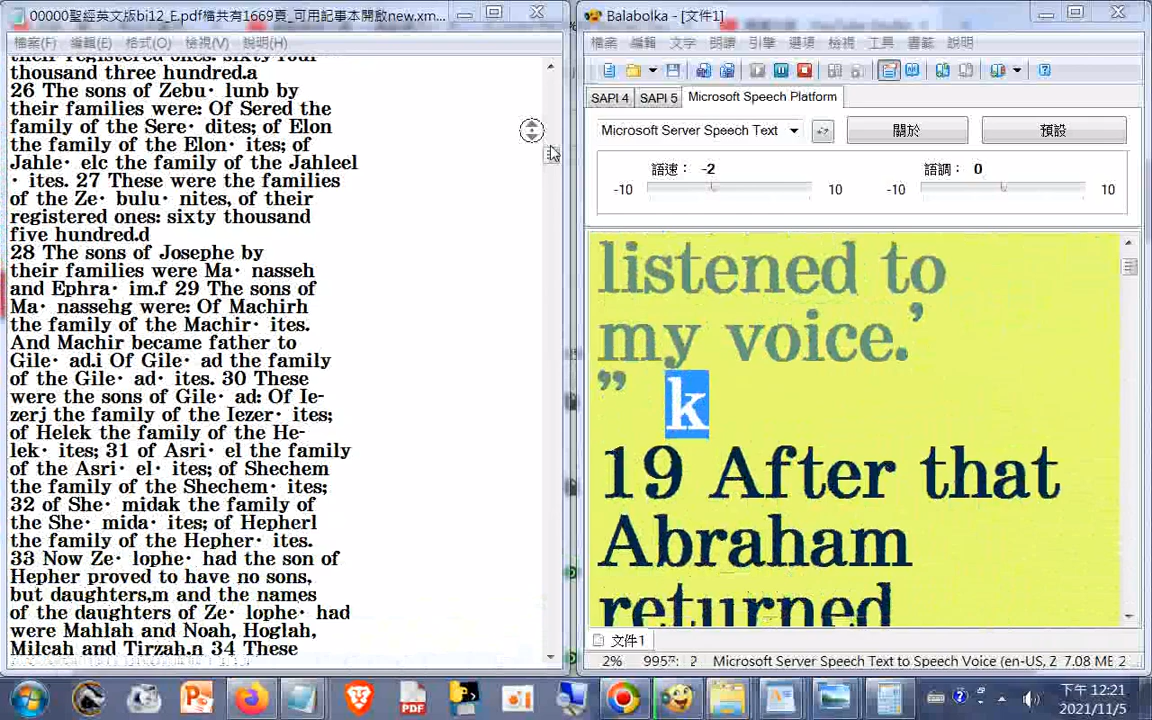 00000聖經英文版bi12_E.pdf檔共有1669頁_可用記事本開啟new.xm...
檔案(F) 編輯(E) 格式(O) 檢視(V) 說明(H)
their registered ones: sixty-four
thousand three hundred.a
26 The sons of Zebu· lunb by
their families were: Of Sered the
family of the Sere· dites; of Elon
the family of the Elon· ites; of
Jahle· elc the family of the Jahleel
· ites. 27 These were the families
of the Ze· bulu· nites, of their
registered ones: sixty thousand
five hundred.d
28 The sons of Josephe by
their families were Ma· nasseh
and Ephra· im.f 29 The sons of
Ma· nassehg were: Of Machirh
the family of the Machir· ites.
And Machir became father to
Gile· ad.i Of Gile· ad the family
of the Gile· ad· ites. 30 These
were the sons of Gile· ad: Of Ie-
zerj the family of the Iezer· ites;
of Helek the family of the He-
lek· ites; 31 of Asri· el the family
of the Asri· el· ites; of Shechem
the family of the Shechem· ites;
32 of She· midak the family of
the She· mida· ites; of Hepherl
the family of the Hepher· ites.
33 Now Ze· lophe· had the son of
Hepher proved to have no sons,
but daughters,m and the names
of the daughters of Ze· lophe· had
were Mahlah and Noah, Hoglah,
Milcah and Tirzah.n 34 These
Balabolka - [文件1]
檔案 編輯 文字 朗讀 引擎 選項 檢視 工具 書籤 說明
SAPI 4 SAPI 5 Microsoft Speech Platform
Microsoft Server Speech Text 關於 預設
語速： -2 語調： 0
-10 10 -10 10
listened to
my voice.’
” k
19 After that
Abraham
returned
文件1
2% 995?: 2 Microsoft Server Speech Text to Speech Voice (en-US, Z 7.08 MB 2
下午 12:21
2021/11/5